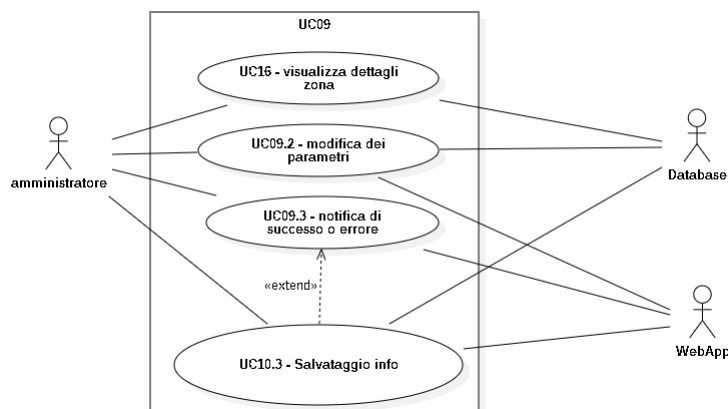 UC09
UC16 - visualizza dettagli
zona
UC09.2 - modifica dei
parametri
amministratore
Database
UC09.3 - notifica di
successo o errore
«extend»
WebApp
UC10.3 - Salvataggio info